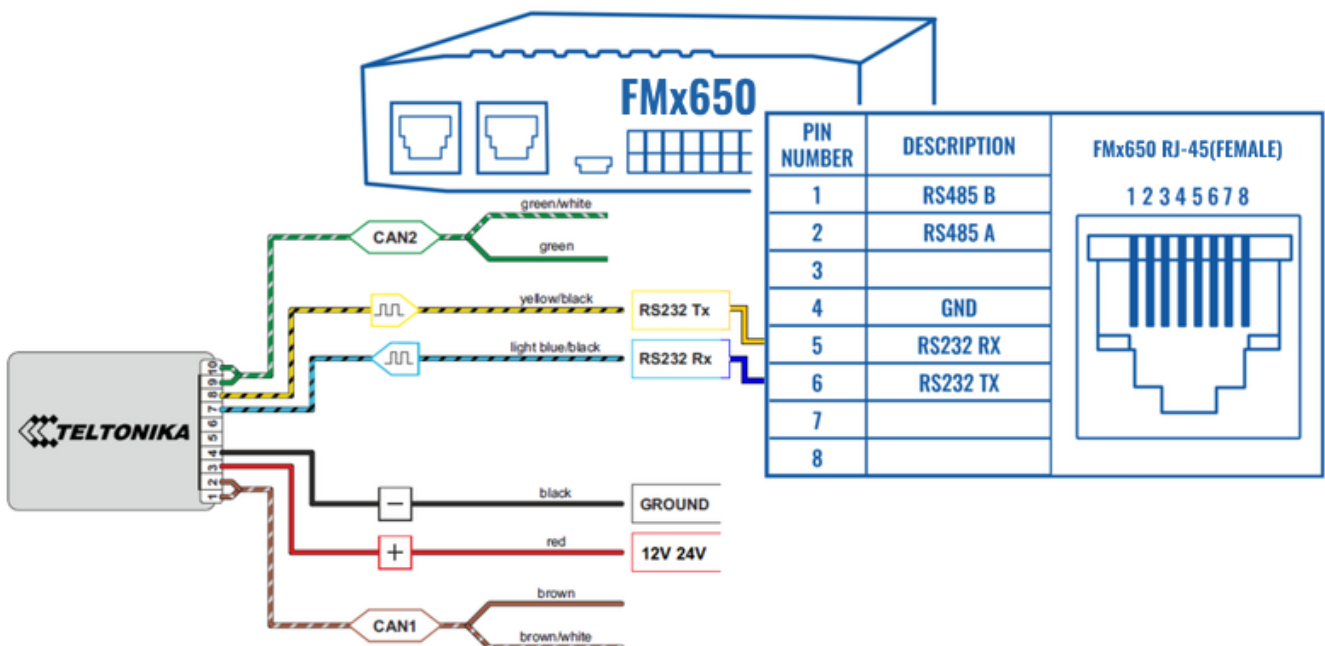 FMx650
PIN NUMBER DESCRIPTION FMx650 RJ-45(FEMALE)
1 RS485 B 1 2 3 4 5 6 7 8
2 RS485 A
3
4 GND
5 RS232 RX
6 RS232 TX
7
8
green/white
CAN2
green
yellow/black
RS232 Tx
light blue/black
RS232 Rx
TELTONIKA
10
9
8
7
6
5
4
3
2
1
black
−
GROUND
red
+
12V 24V
brown
CAN1
brown/white